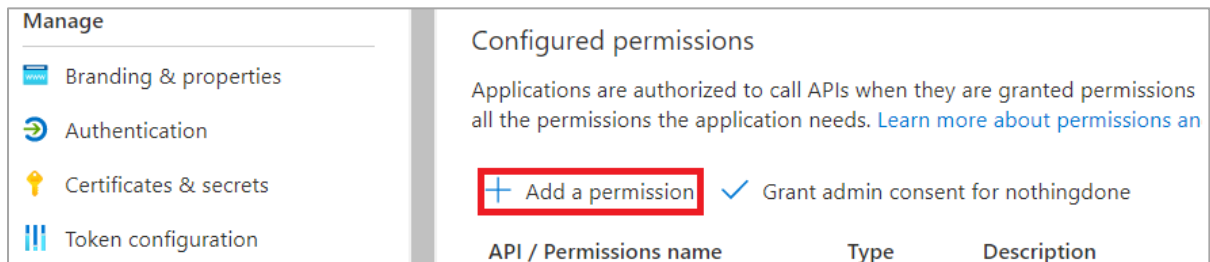 Manage
Branding & properties
Authentication
Certificates & secrets
Token configuration
Configured permissions
Applications are authorized to call APIs when they are granted permissions
all the permissions the application needs. Learn more about permissions an
Add a permission
Grant admin consent for nothingdone
API / Permissions name
Type
Description